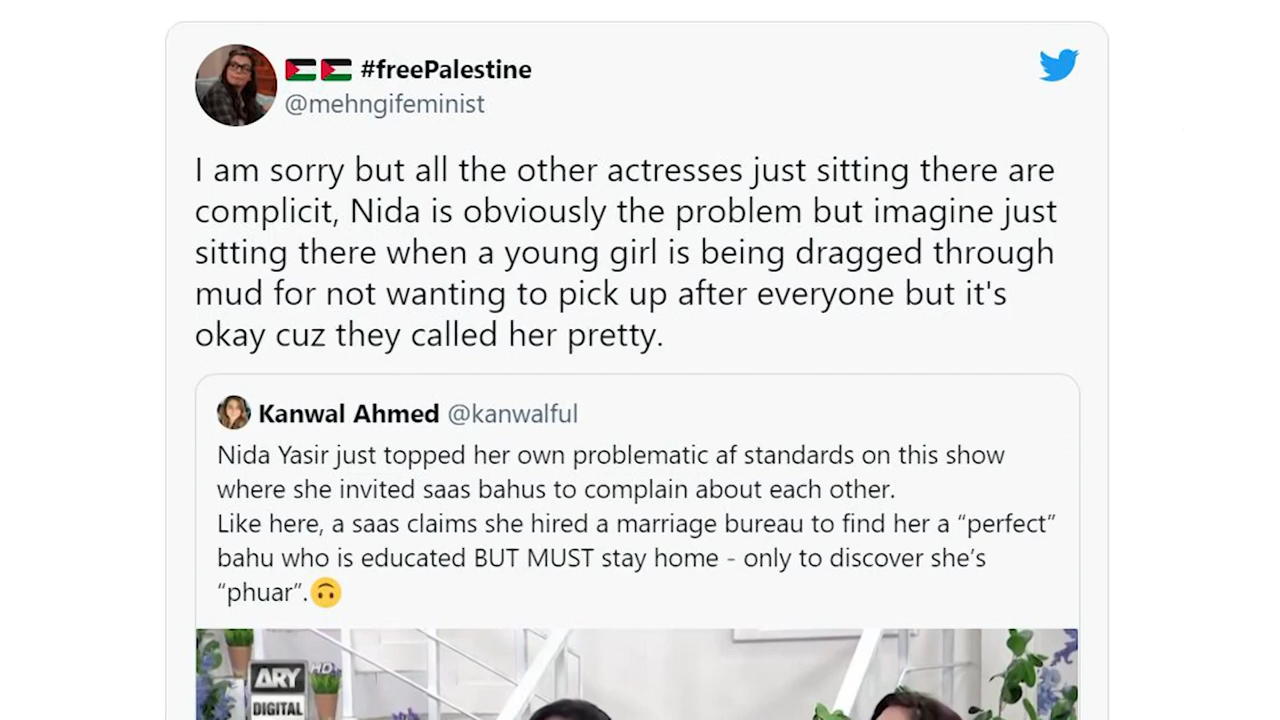 🇵🇸🇵🇸 #freePalestine
@mehngifeminist
I am sorry but all the other actresses just sitting there are
complicit, Nida is obviously the problem but imagine just
sitting there when a young girl is being dragged through
mud for not wanting to pick up after everyone but it's
okay cuz they called her pretty.
Kanwal Ahmed @kanwalful
Nida Yasir just topped her own problematic af standards on this show
where she invited saas bahus to complain about each other.
Like here, a saas claims she hired a marriage bureau to find her a “perfect”
bahu who is educated BUT MUST stay home - only to discover she’s
“phuar”.🙃
ARY HD
DIGITAL